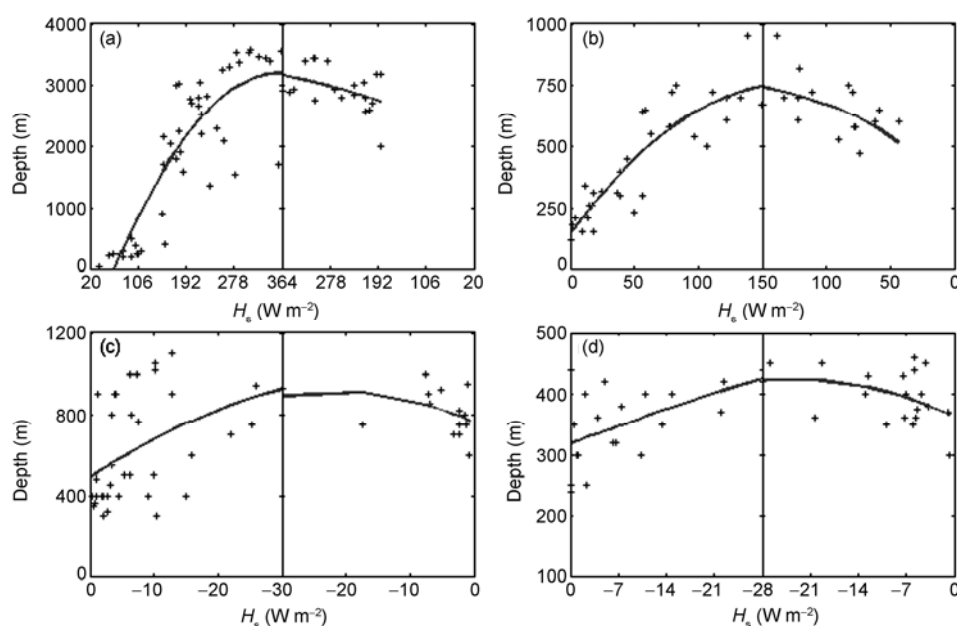 (a)
Depth (m)
4000
3000
2000
1000
0
20 106 192 278 364 278 192 106 20
Hs (W m−2)
(b)
Depth (m)
1000
750
500
250
0
0 50 100 150 100 50 0
Hs (W m−2)
(c)
Depth (m)
1200
800
400
0
0 −10 −20 −30 −20 −10 0
Hs (W m−2)
(d)
Depth (m)
500
400
300
200
100
0 −7 −14 −21 −28 −21 −14 −7 0
Hs (W m−2)